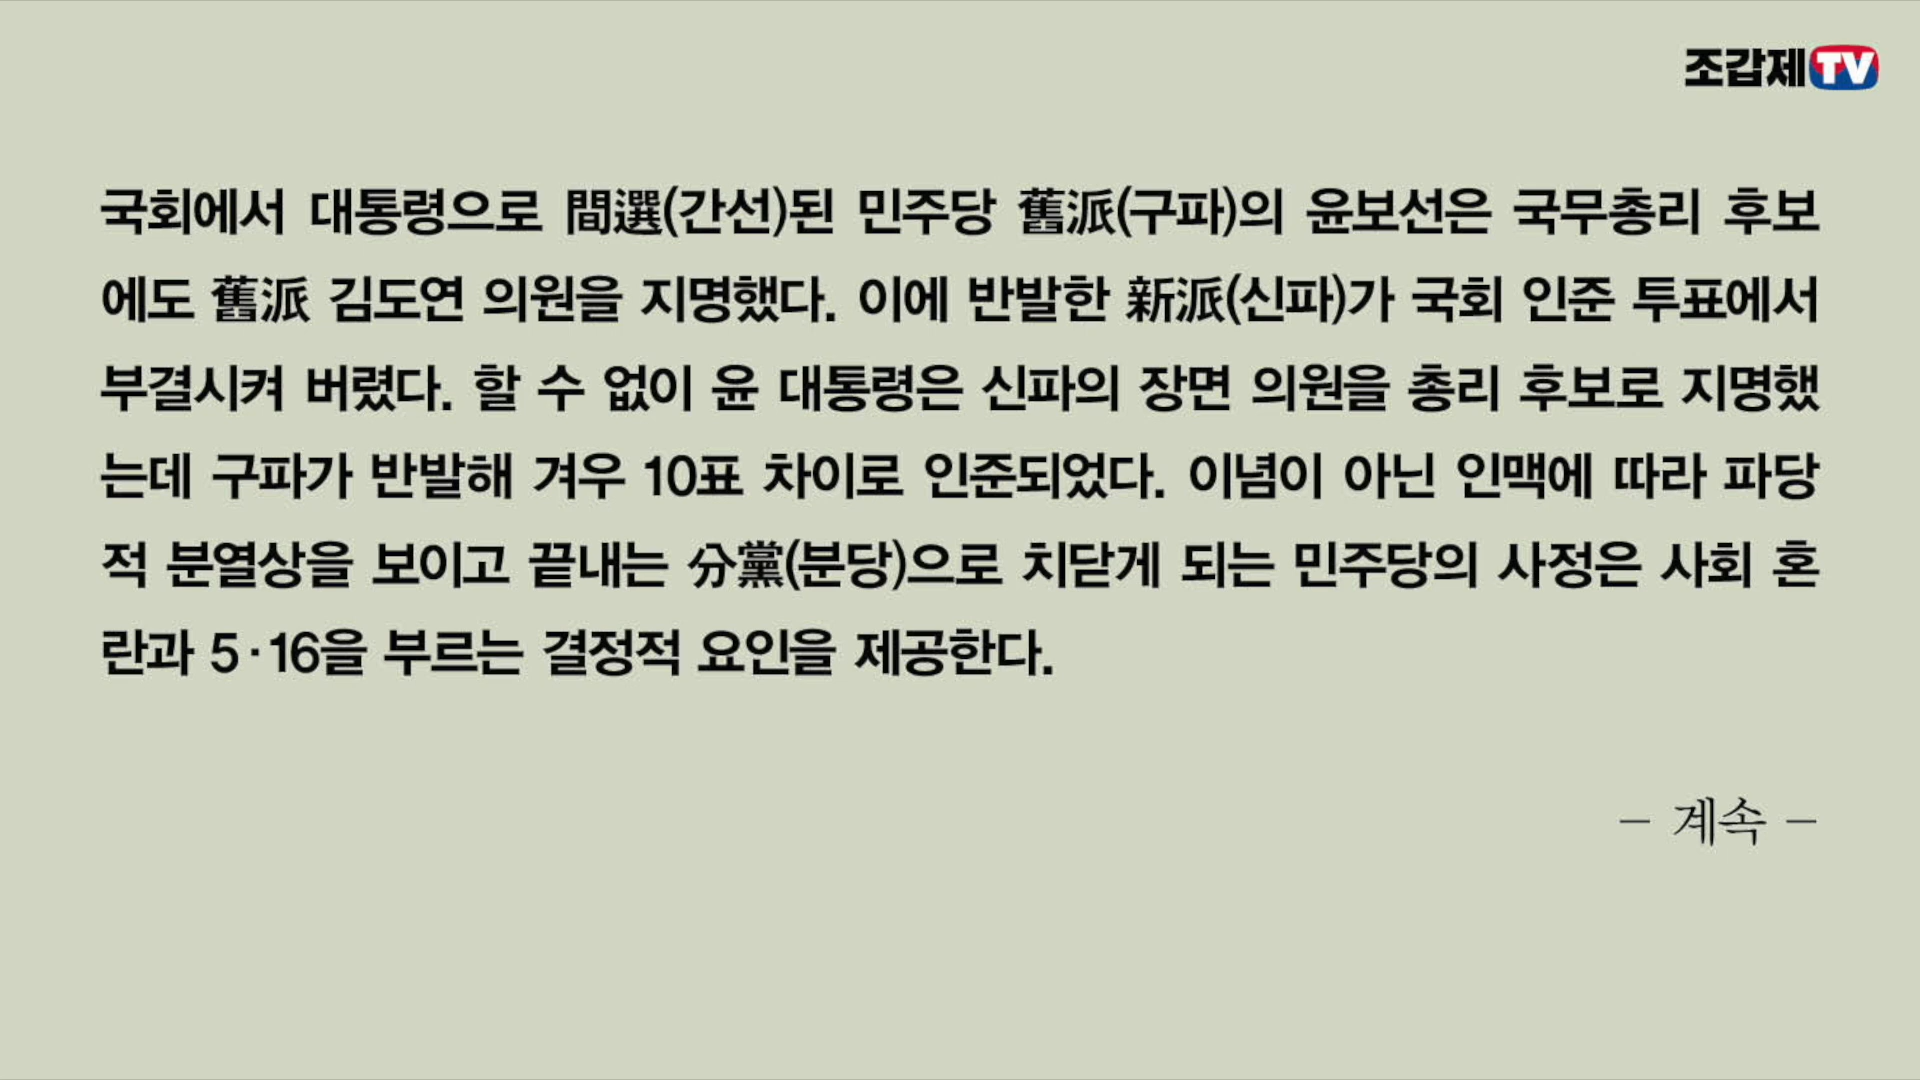 조갑제TV
국회에서 대통령으로 間選(간선)된 민주당 舊派(구파)의 윤보선은 국무총리 후보
에도 舊派 김도연 의원을 지명했다. 이에 반발한 新派(신파)가 국회 인준 투표에서
부결시켜 버렸다. 할 수 없이 윤 대통령은 신파의 장면 의원을 총리 후보로 지명했
는데 구파가 반발해 겨우 10표 차이로 인준되었다. 이념이 아닌 인맥에 따라 파당
적 분열상을 보이고 끝내는 分黨(분당)으로 치닫게 되는 민주당의 사정은 사회 혼
란과 5·16을 부르는 결정적 요인을 제공한다.
– 계속 –